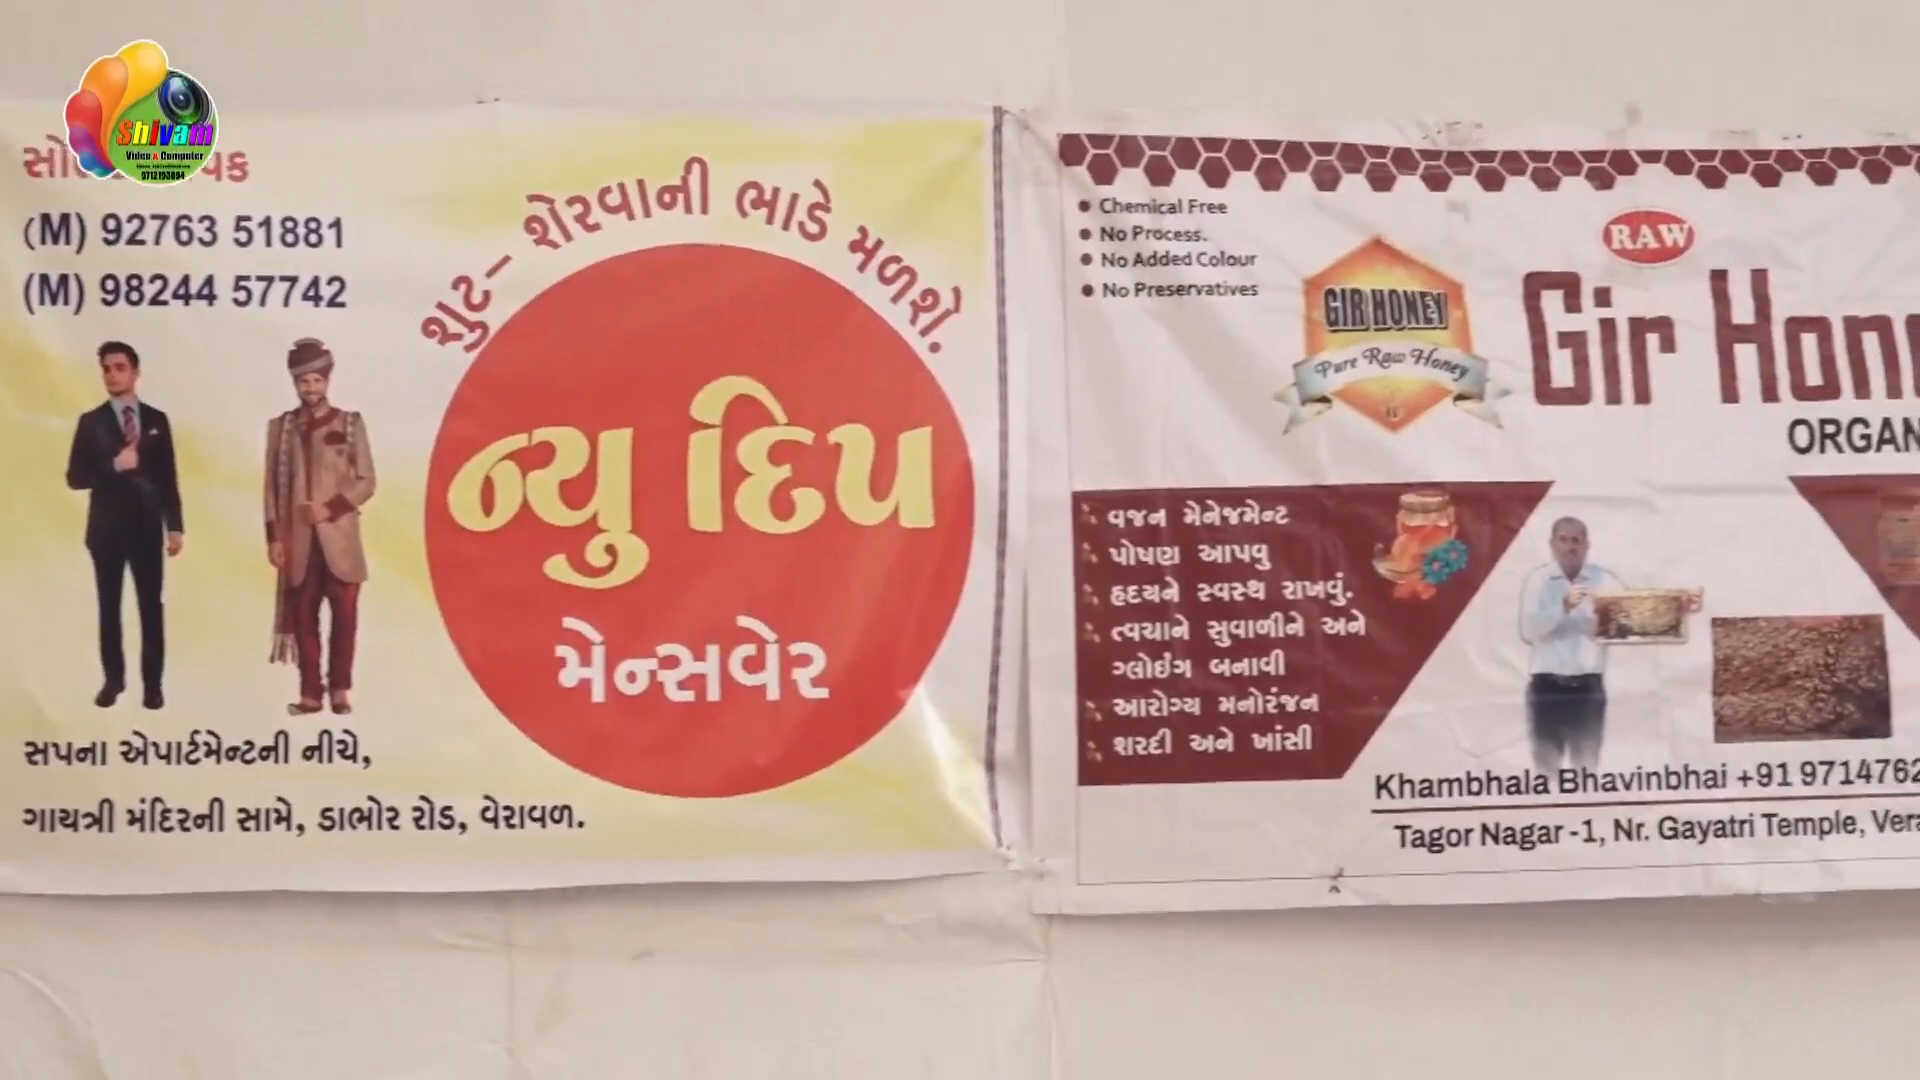 Shivam
Video & Computer
9712193894
(M) 92763 51881
(M) 98244 57742
શુટ- શેરવાની ભાડે મળશે.
ન્યુ દિપ
મેન્સવેર
સપના એપાર્ટમેન્ટની નીચે,
ગાયત્રી મંદિરની સામે, ડાભોર રોડ, વેરાવળ.
Chemical Free
No Process.
No Added Colour
No Preservatives
GIR HONEY
Pure Raw Honey
RAW
Gir Hon
ORGAN
વજન મેનેજમેન્ટ
પોષણ આપવુ
હૃદયને સ્વસ્થ રાખવું.
ત્વચાને સુવાળીને અને
ગ્લોઈંગ બનાવી
આરોગ્ય મનોરંજન
શરદી અને ખાંસી
Khambhala Bhavinbhai +91 9714762
Tagor Nagar -1, Nr. Gayatri Temple, Vera